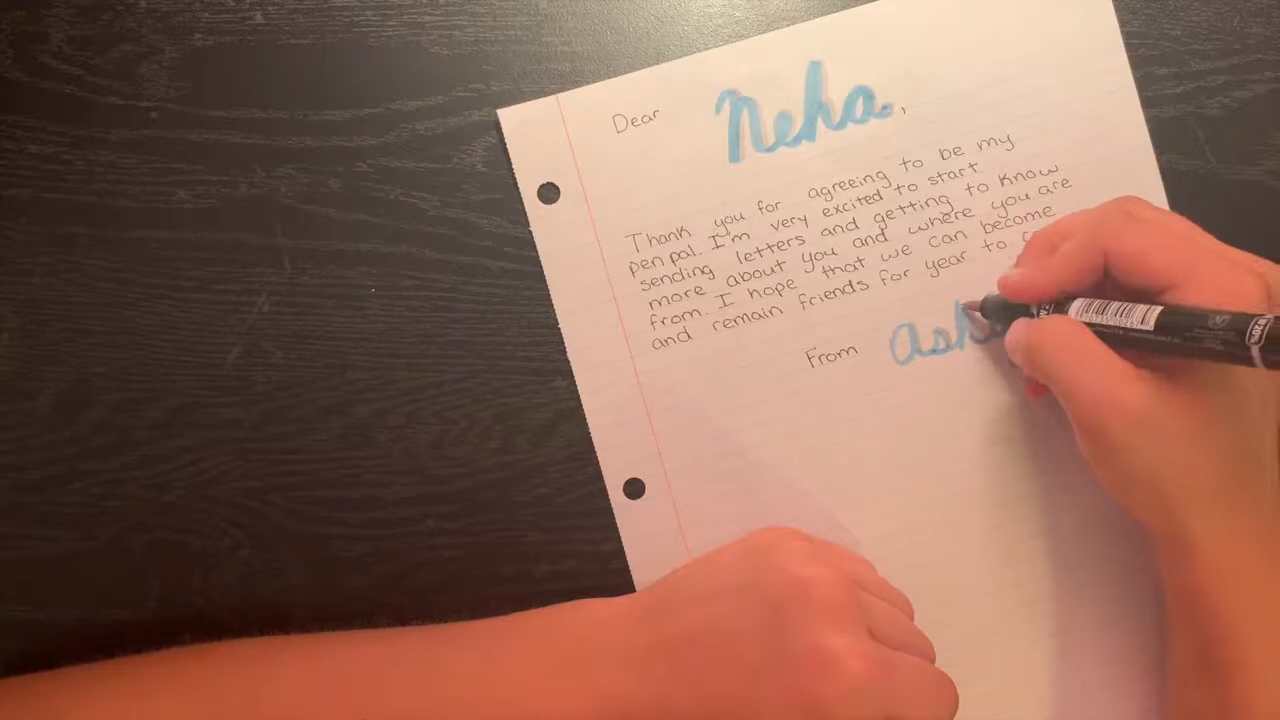 Dear Neha,
Thank you for agreeing to be my
pen pal. I'm very excited to start
sending letters and getting to know
more about you and where you are
from. I hope that we can become
and remain friends for year to
From